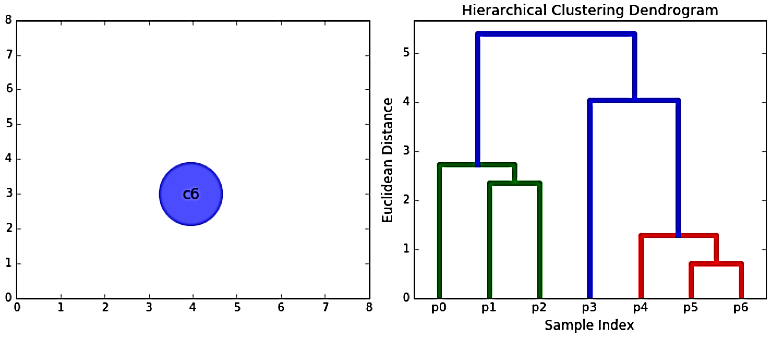 8
7
6
5
4
3
2
1
0
c6
0 1 2 3 4 5 6 7 8
Hierarchical Clustering Dendrogram
Euclidean Distance
5
4
3
2
1
0
p0 p1 p2 p3 p4 p5 p6
Sample Index